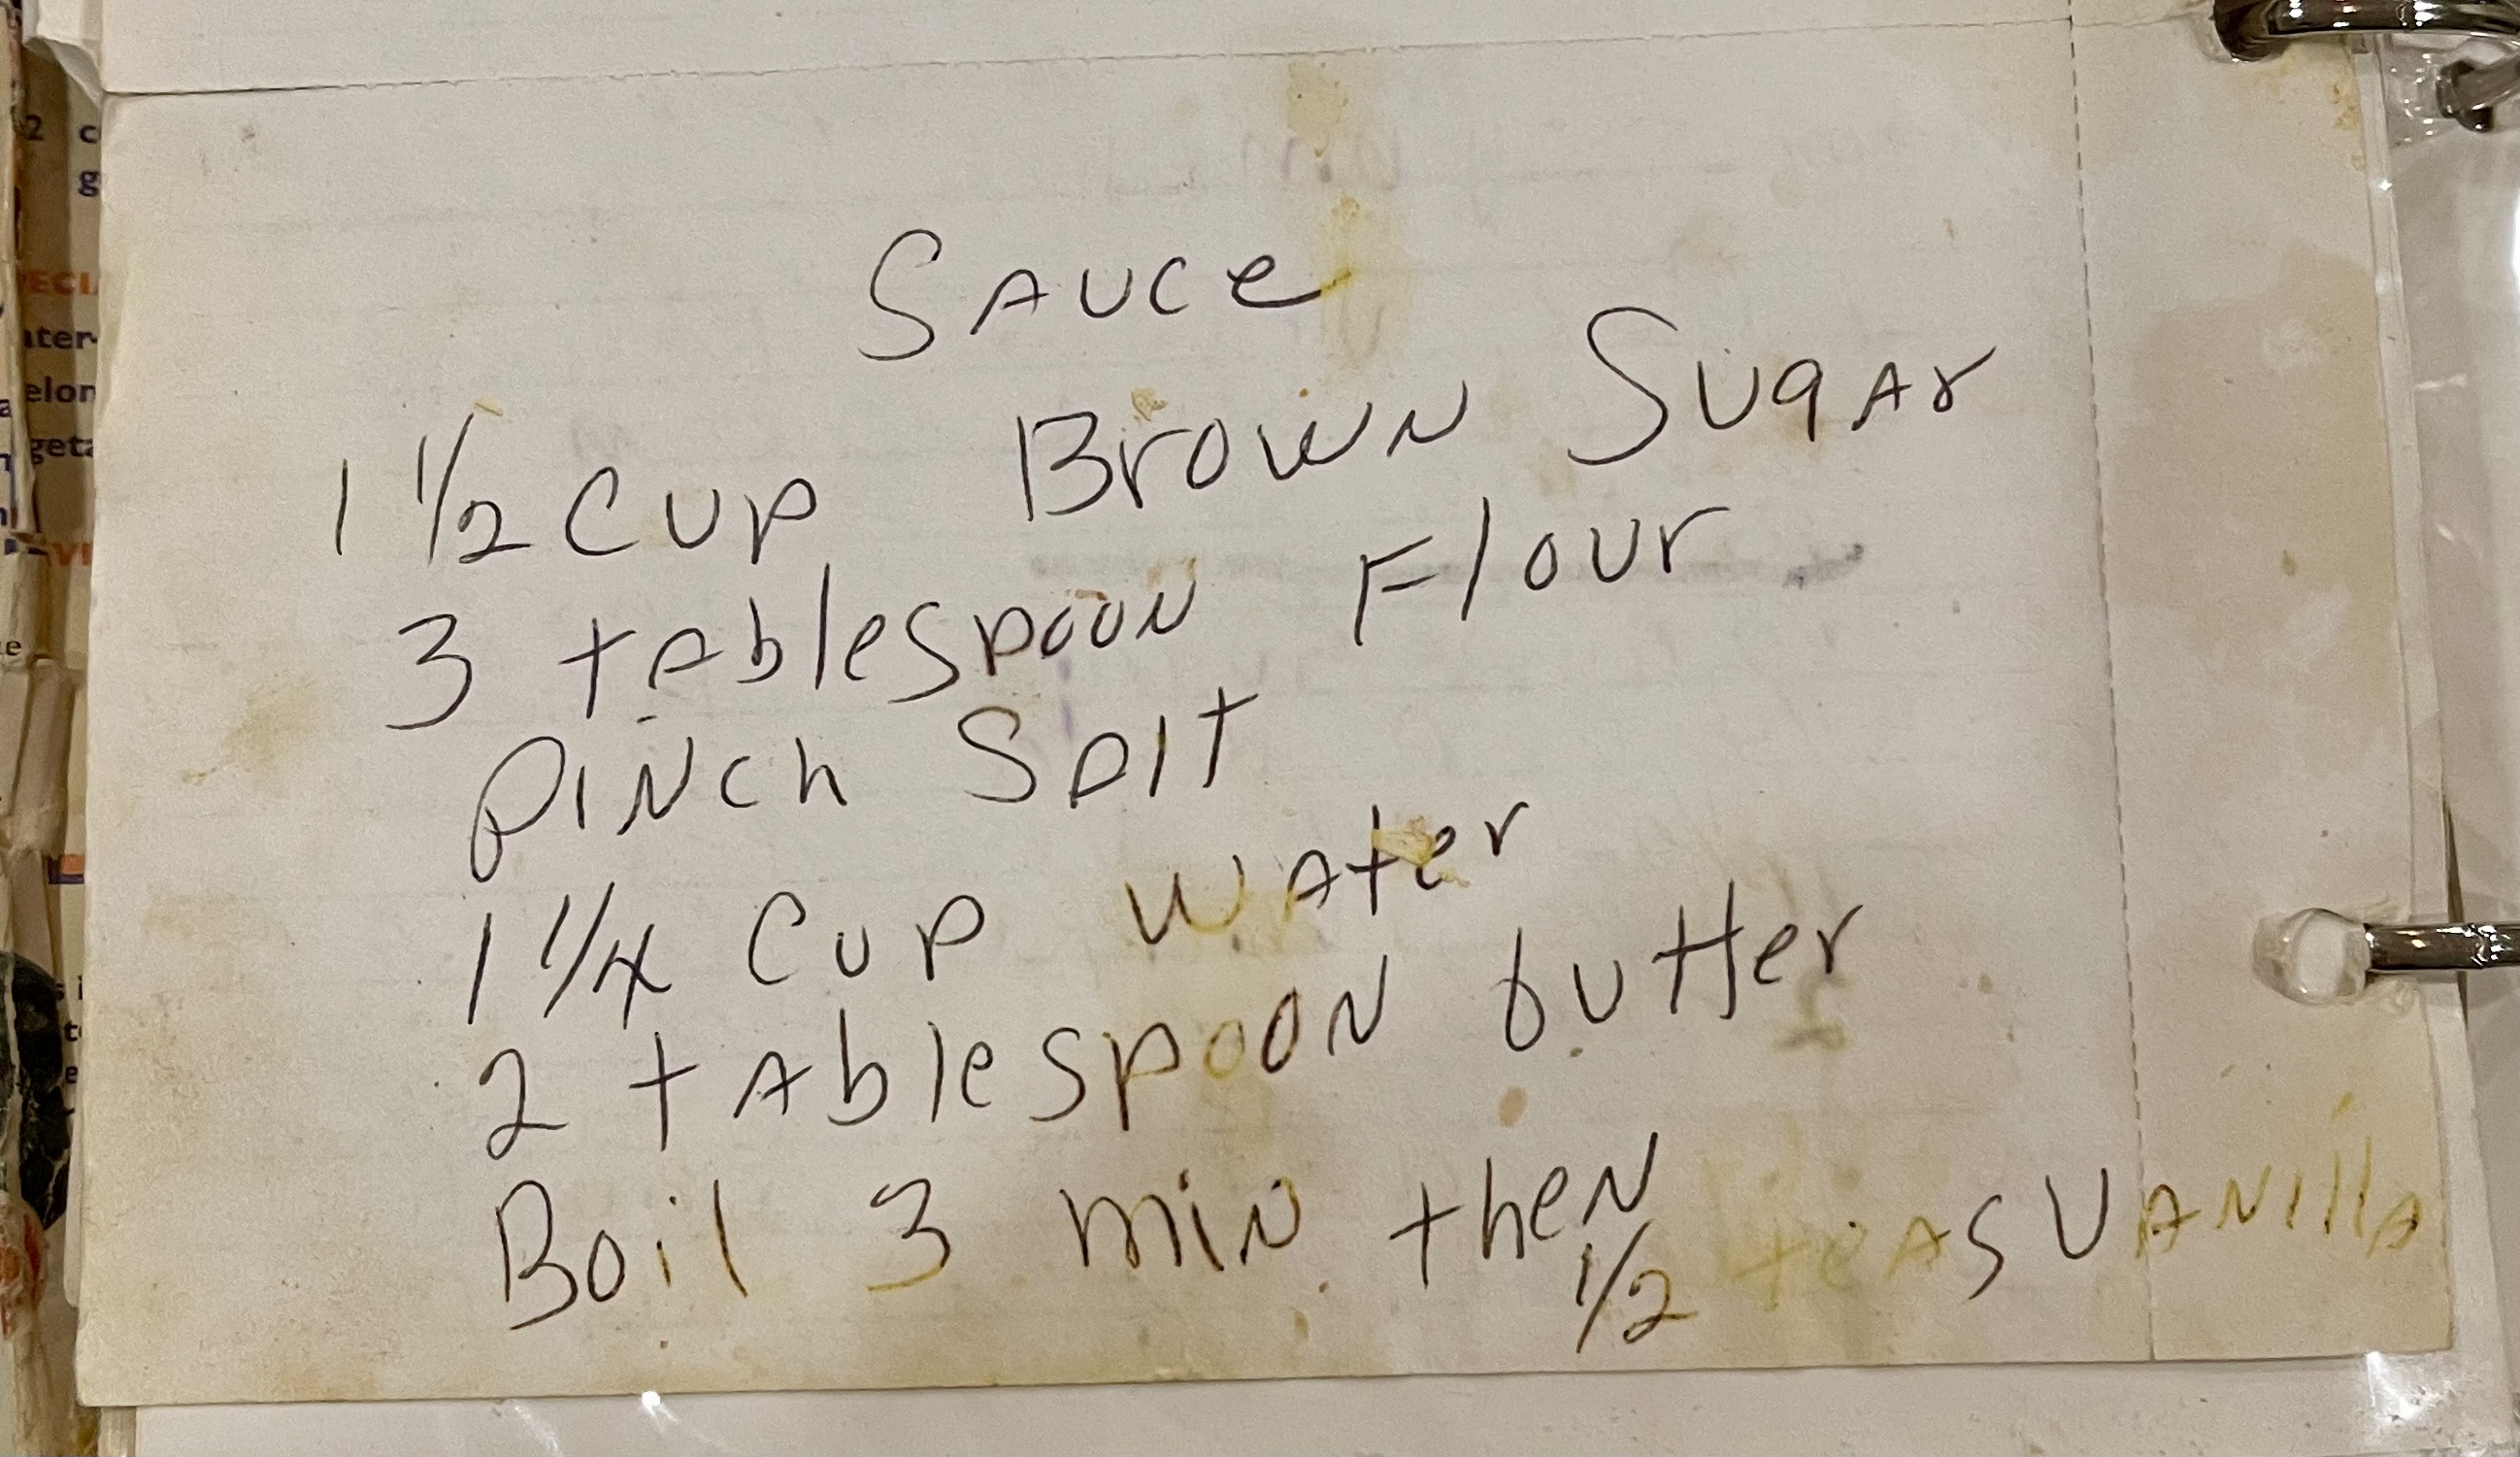 Sauce
1 1/2 Cup Brown Sugar
3 tablespoon Flour
Pinch Salt
1 1/4 Cup Water
2 tablespoon butter
Boil 3 min then
1/2 teas Vanilla